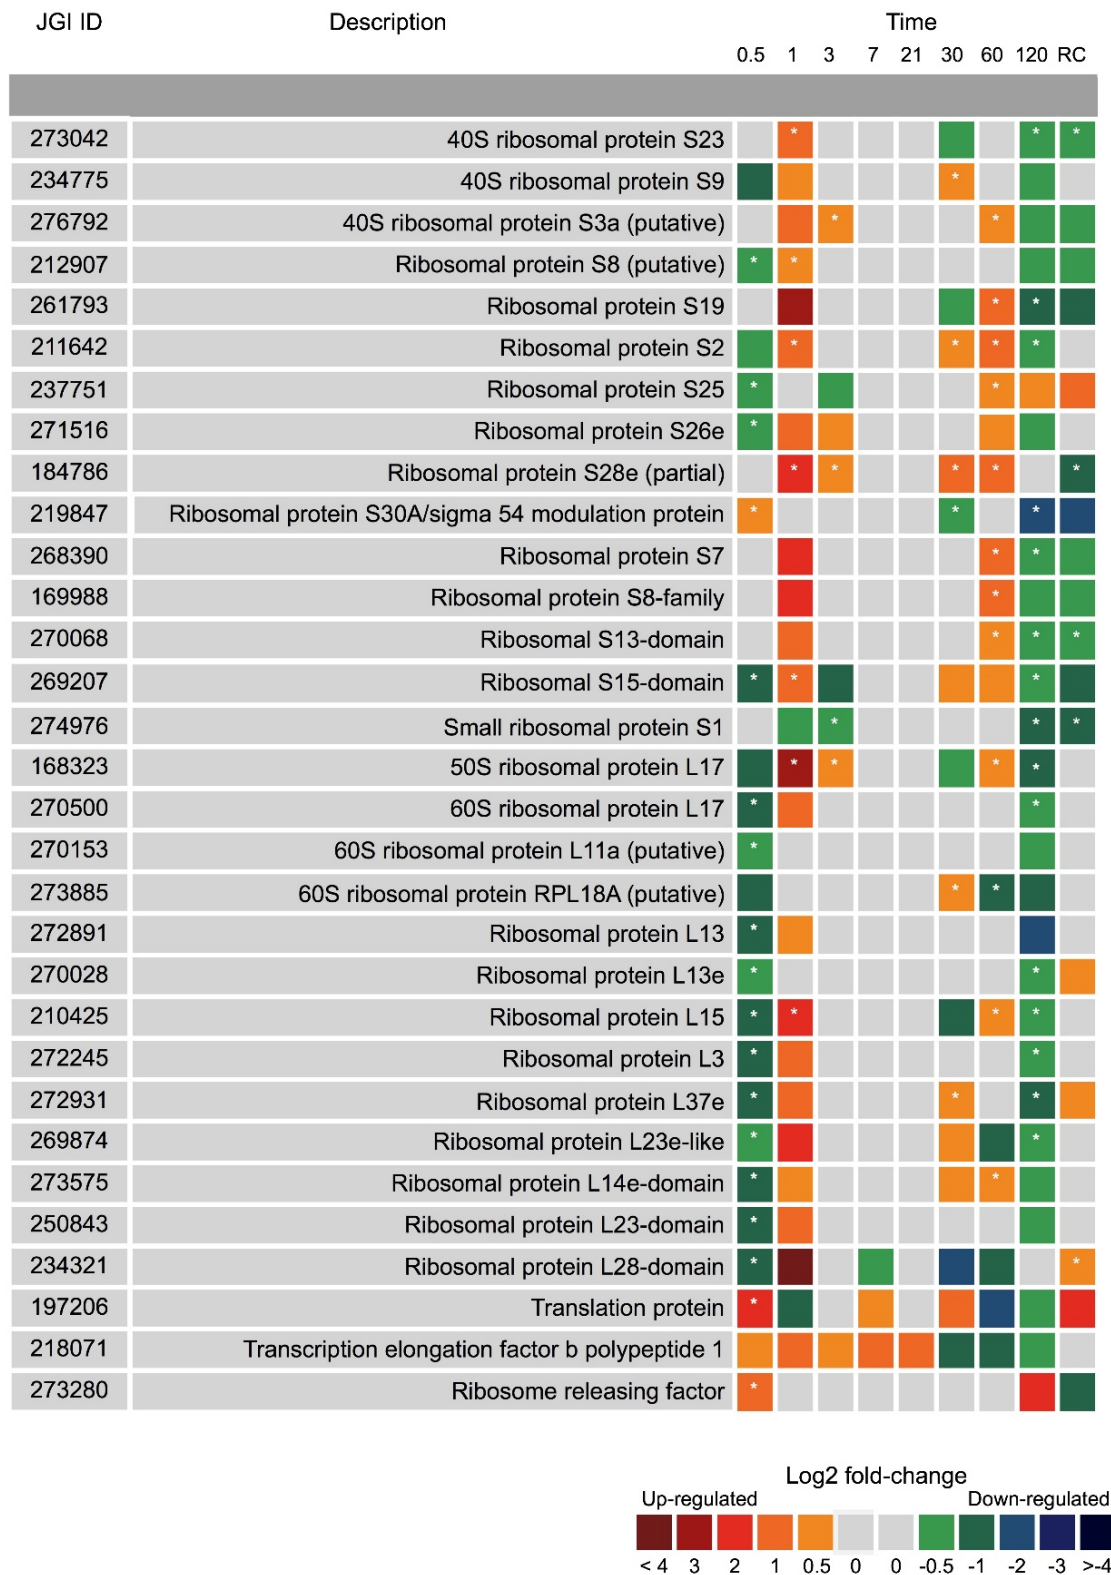 JGI ID Description Time
0.5 1 3 7 21 30 60 120 RC
273042 40S ribosomal protein S23 * * *
234775 40S ribosomal protein S9 *
276792 40S ribosomal protein S3a (putative) * *
212907 Ribosomal protein S8 (putative) * *
261793 Ribosomal protein S19 * *
211642 Ribosomal protein S2 * * * *
237751 Ribosomal protein S25 * *
271516 Ribosomal protein S26e *
184786 Ribosomal protein S28e (partial) * * * * *
219847 Ribosomal protein S30A/sigma 54 modulation protein * * *
268390 Ribosomal protein S7 * *
169988 Ribosomal protein S8-family *
270068 Ribosomal S13-domain * * *
269207 Ribosomal S15-domain * * *
274976 Small ribosomal protein S1 * * *
168323 50S ribosomal protein L17 * * * *
270500 60S ribosomal protein L17 * *
270153 60S ribosomal protein L11a (putative) *
273885 60S ribosomal protein RPL18A (putative) * *
272891 Ribosomal protein L13 *
270028 Ribosomal protein L13e * *
210425 Ribosomal protein L15 * * * *
272245 Ribosomal protein L3 * *
272931 Ribosomal protein L37e * * *
269874 Ribosomal protein L23e-like * *
273575 Ribosomal protein L14e-domain * *
250843 Ribosomal protein L23-domain *
234321 Ribosomal protein L28-domain * *
197206 Translation protein *
218071 Transcription elongation factor b polypeptide 1
273280 Ribosome releasing factor *
Log2 fold-change
Up-regulated Down-regulated
< 4 3 2 1 0.5 0 0 -0.5 -1 -2 -3 >-4